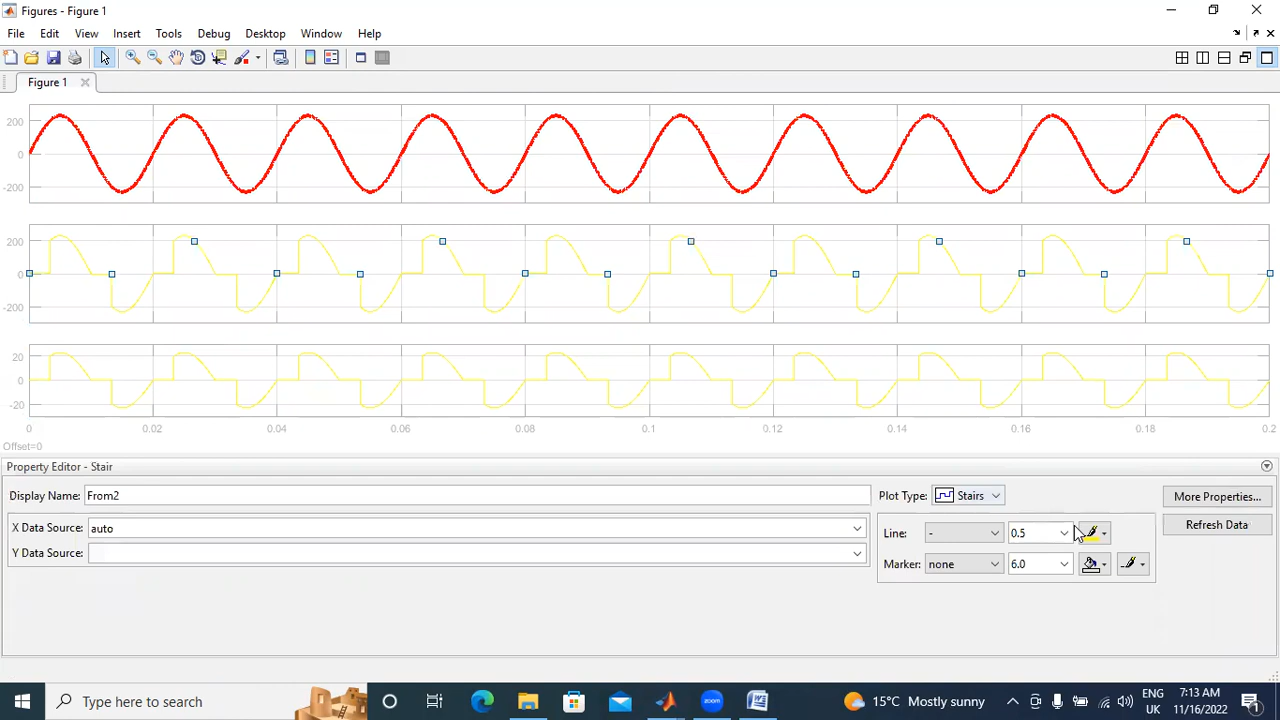 Figures - Figure 1
File Edit View Insert Tools Debug Desktop Window Help
Figure 1
200
0
-200
200
0
-200
20
0
-20
0 0.02 0.04 0.06 0.08 0.1 0.12 0.14 0.16 0.18 0.2
Offset=0
Property Editor - Stair
Display Name: From2 Plot Type: Stairs More Properties...
X Data Source: auto Line: - 0.5 Refresh Data
Y Data Source: Marker: none 6.0
Type here to search 15°C Mostly sunny ENG 7:13 AM
UK 11/16/2022 1